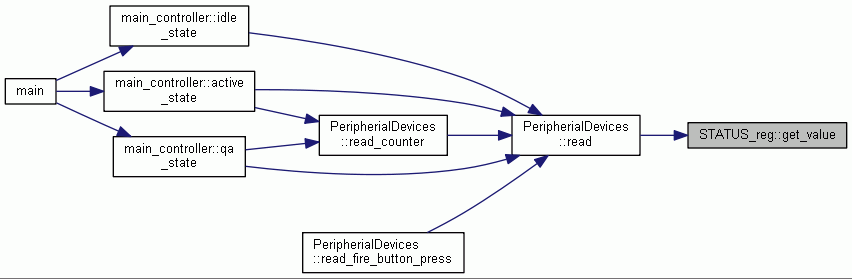 main_controller::idle
_state
main
main_controller::active
_state
main_controller::qa
_state
PeripherialDevices
::read_counter
PeripherialDevices
::read_fire_button_press
PeripherialDevices
::read
STATUS_reg::get_value